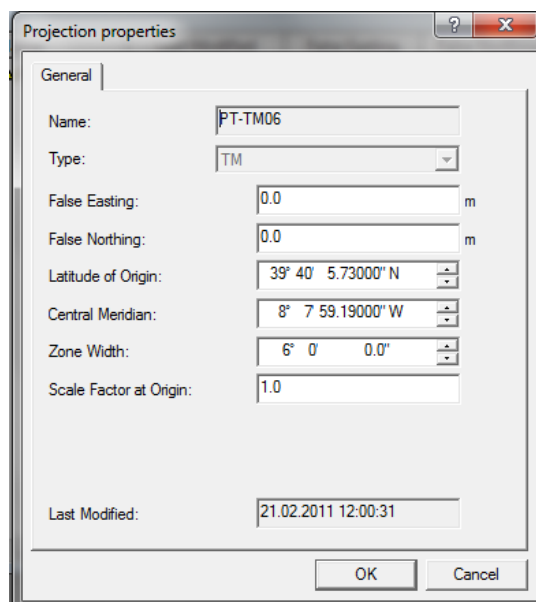 Projection properties
General
Name: PT-TM06
Type: TM
False Easting: 0.0 m
False Northing: 0.0 m
Latitude of Origin: 39° 40' 5.73000" N
Central Meridian: 8° 7' 59.19000" W
Zone Width: 6° 0' 0.0"
Scale Factor at Origin: 1.0
Last Modified: 21.02.2011 12:00:31
OK Cancel